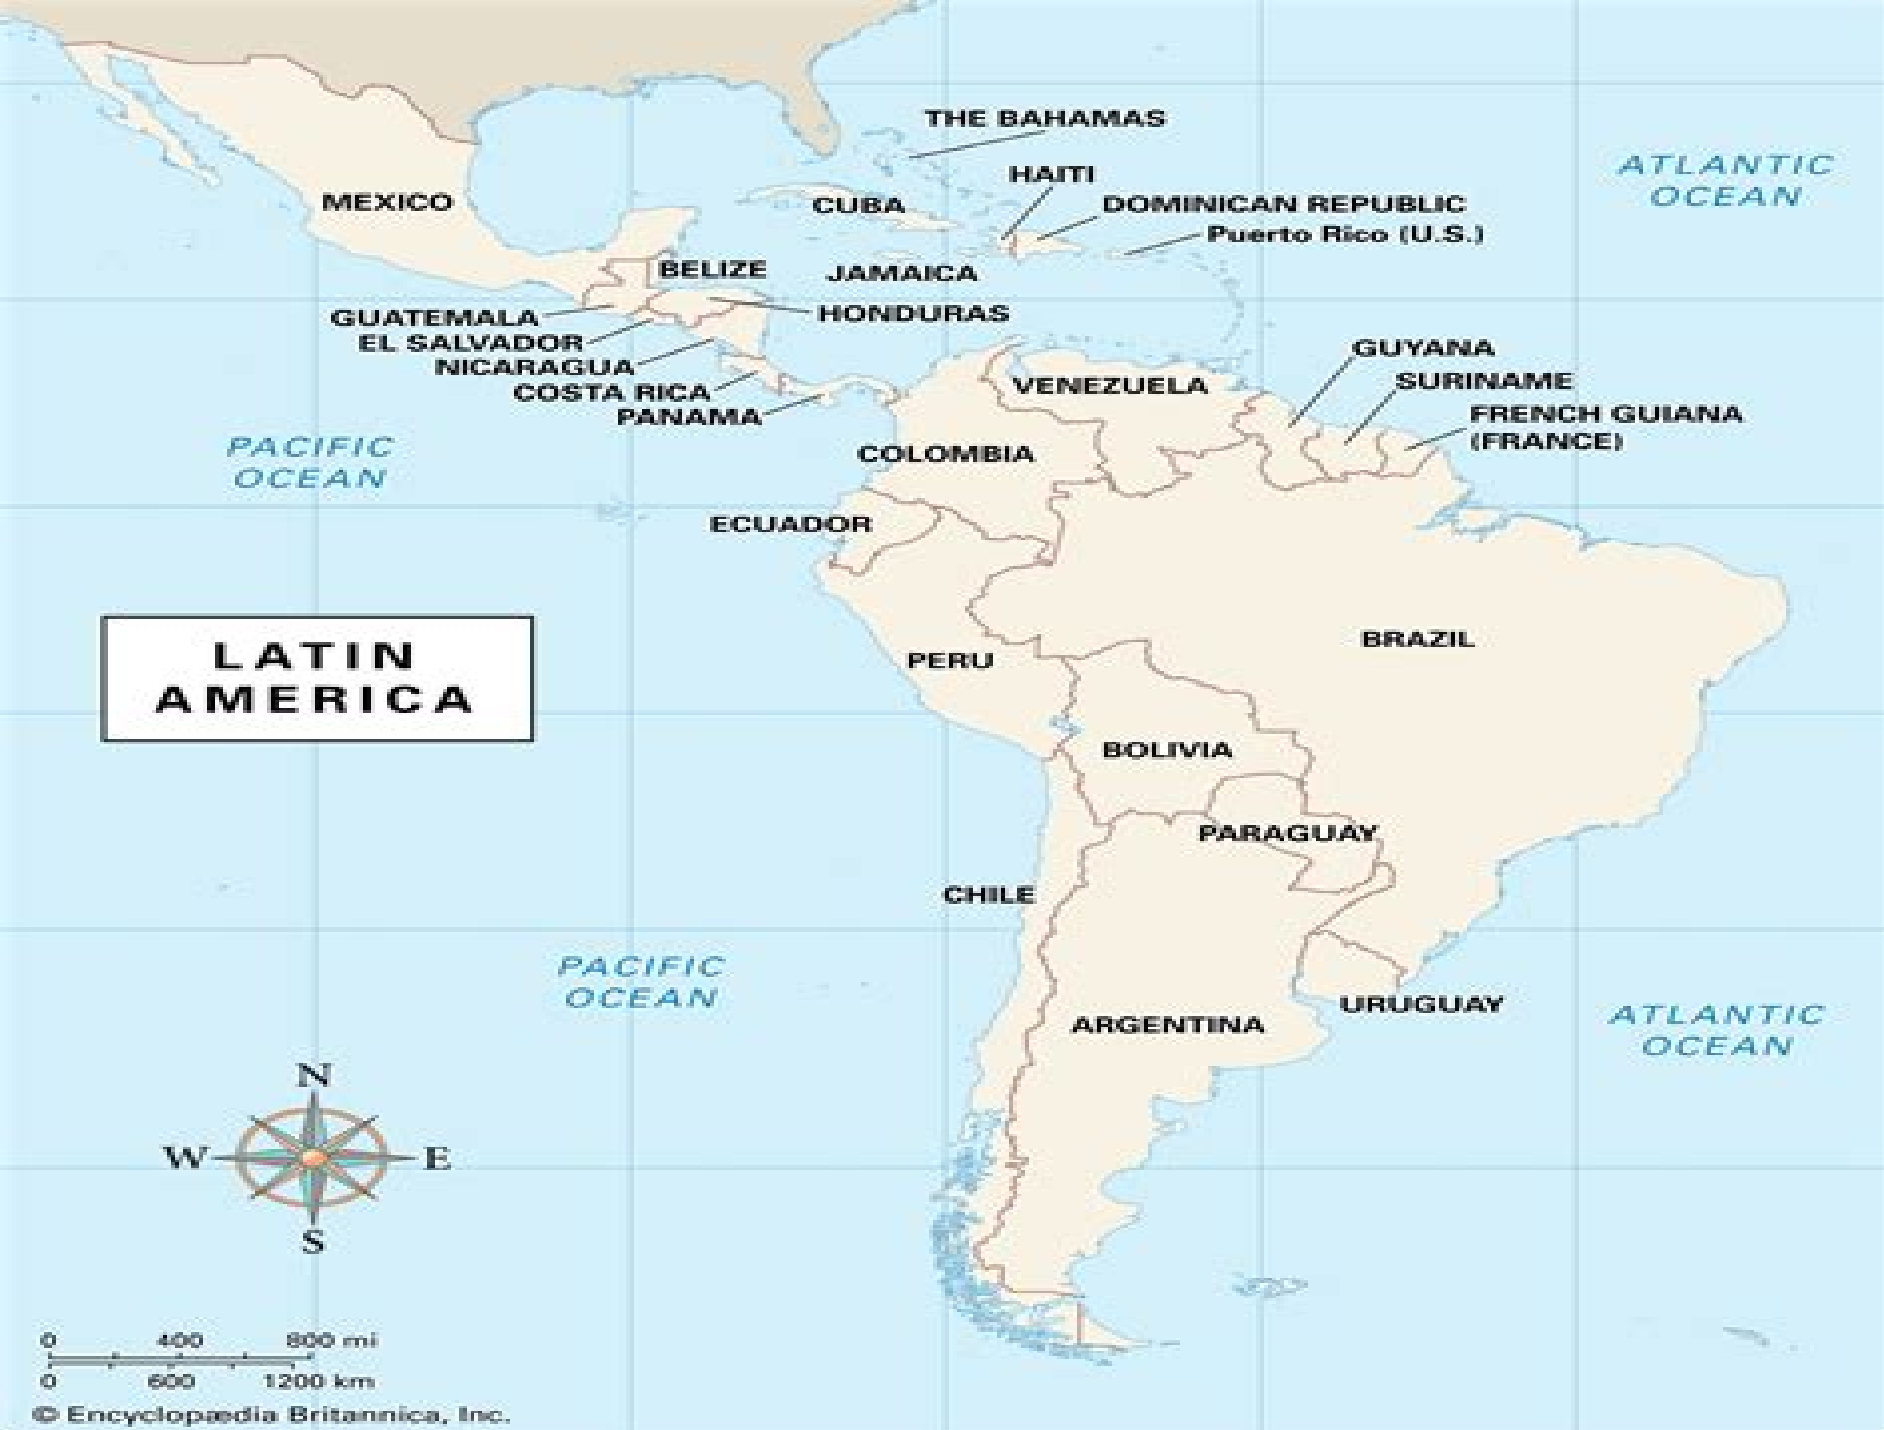 THE BAHAMAS
ATLANTIC
OCEAN
HAITI
MEXICO
CUBA
DOMINICAN REPUBLIC
Puerto Rico (U.S.)
BELIZE
JAMAICA
GUATEMALA
HONDURAS
EL SALVADOR
NICARAGUA
COSTA RICA
PANAMA
GUYANA
VENEZUELA
SURINAME
FRENCH GUIANA
(FRANCE)
PACIFIC
OCEAN
COLOMBIA
ECUADOR
LATIN
AMERICA
PERU
BRAZIL
BOLIVIA
PARAGUAY
CHILE
PACIFIC
OCEAN
ARGENTINA
URUGUAY
ATLANTIC
OCEAN
N
W E
S
0 400 800 mi
0 600 1200 km
© Encyclopædia Britannica, Inc.